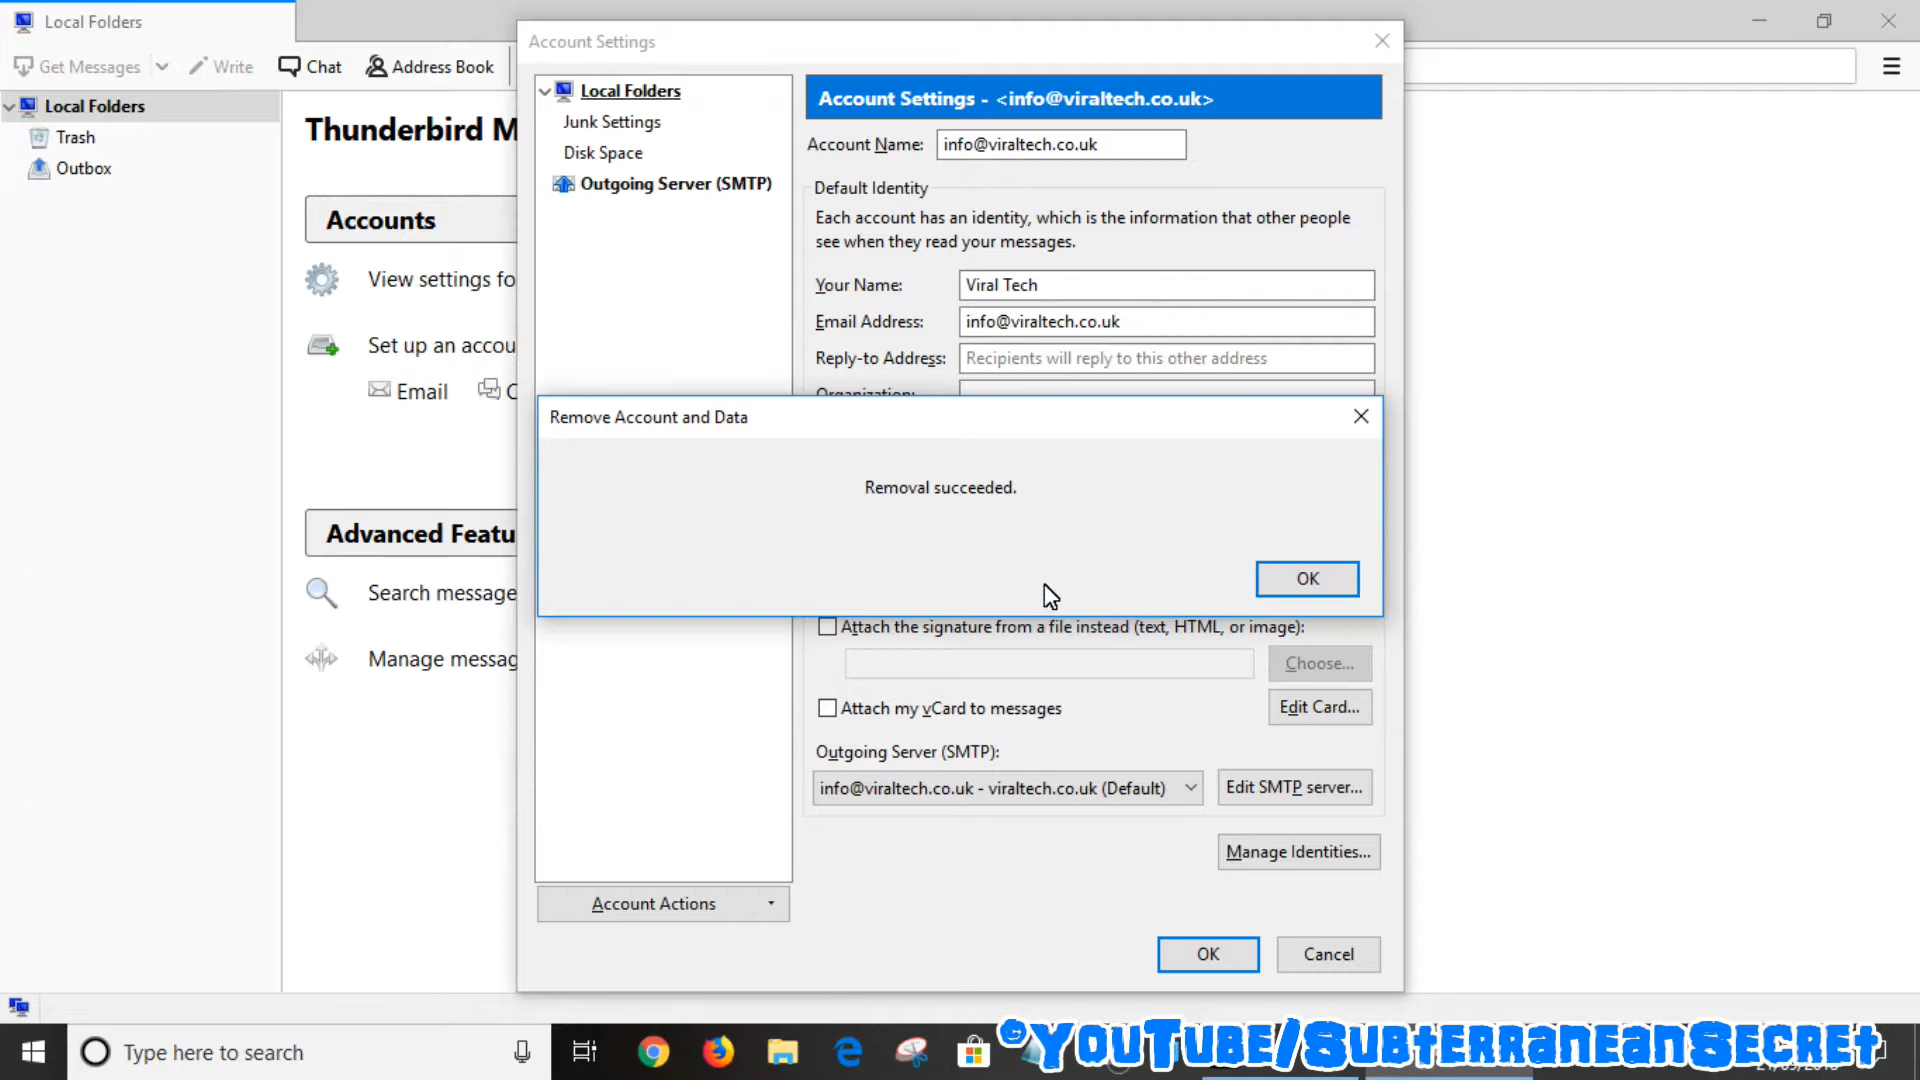 Local Folders
Get Messages
Write
Chat
Address Book
Local Folders
Trash
Outbox
Thunderbird M
Accounts
View settings fo
Set up an accou
Email
C
Advanced Featu
Search message
Manage messag
Account Settings
Local Folders
Junk Settings
Disk Space
Outgoing Server (SMTP)
Account Actions
Account Settings - <info@viraltech.co.uk>
Account Name: info@viraltech.co.uk
Default Identity
Each account has an identity, which is the information that other people
see when they read your messages.
Your Name: Viral Tech
Email Address: info@viraltech.co.uk
Reply-to Address: Recipients will reply to this other address
Organization:
Remove Account and Data
Removal succeeded.
OK
Attach the signature from a file instead (text, HTML, or image):
Choose...
Attach my vCard to messages
Edit Card...
Outgoing Server (SMTP):
info@viraltech.co.uk - viraltech.co.uk (Default)
Edit SMTP server...
Manage Identities...
OK
Cancel
Type here to search
©YouTube/SubterraneanSecret